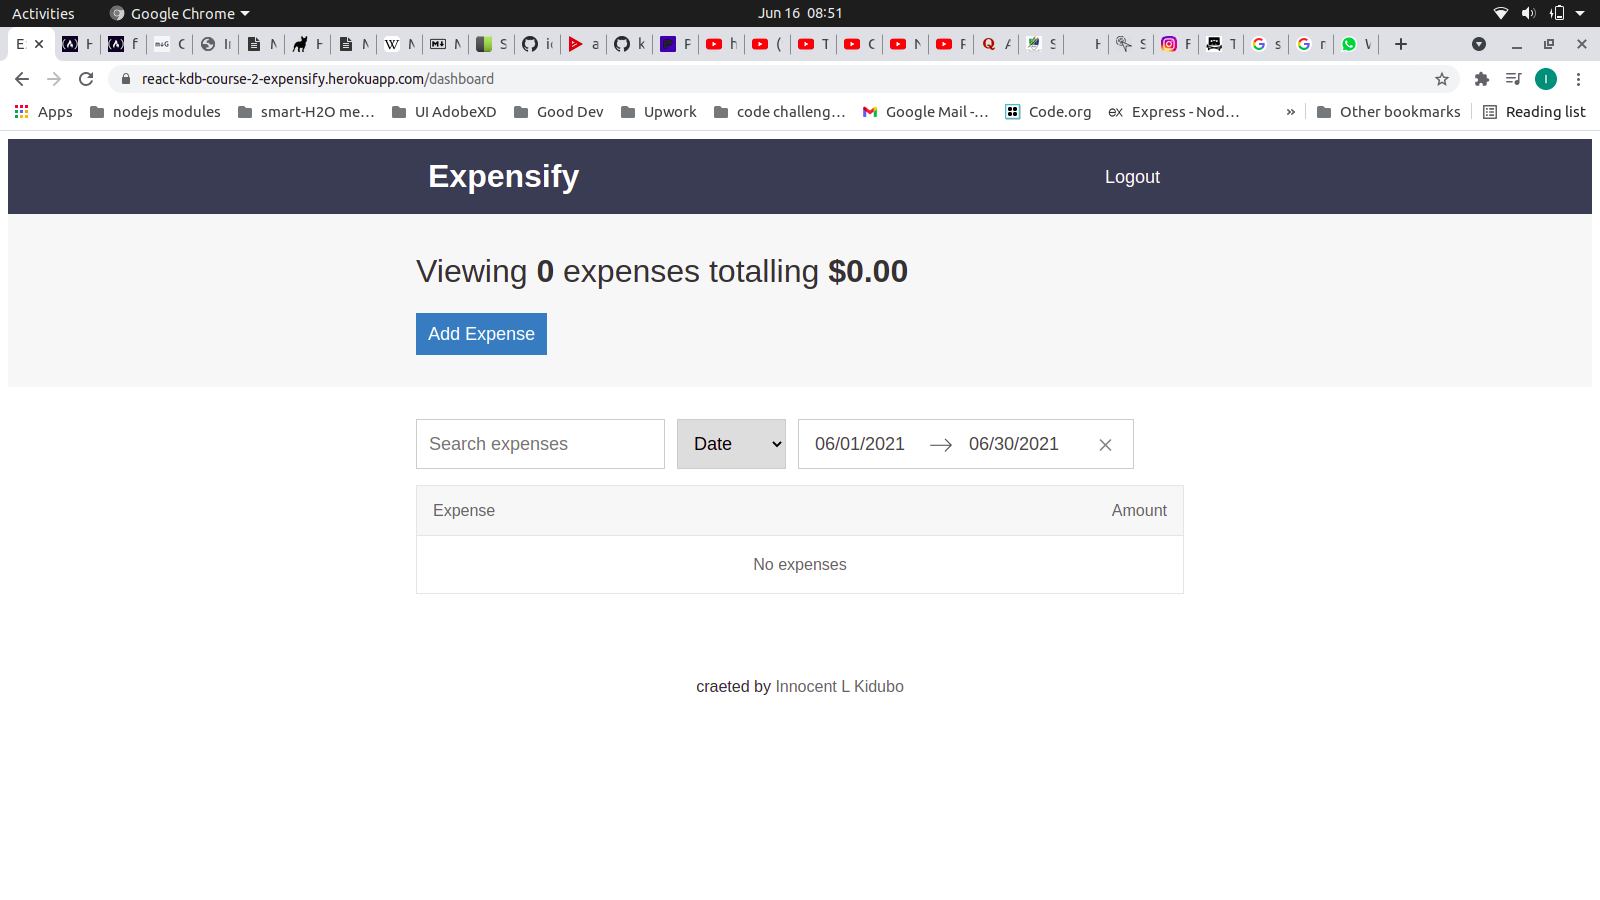 Activities Google Chrome Jun 16 08:51
react-kdb-course-2-expensify.herokuapp.com/dashboard
Apps nodejs modules smart-H2O me… UI AdobeXD Good Dev Upwork code challeng… Google Mail -… Code.org Express - Nod… » Other bookmarks Reading list
Expensify Logout
Viewing 0 expenses totalling $0.00
Add Expense
Search expenses Date 06/01/2021 → 06/30/2021
Expense Amount
No expenses
craeted by Innocent L Kidubo